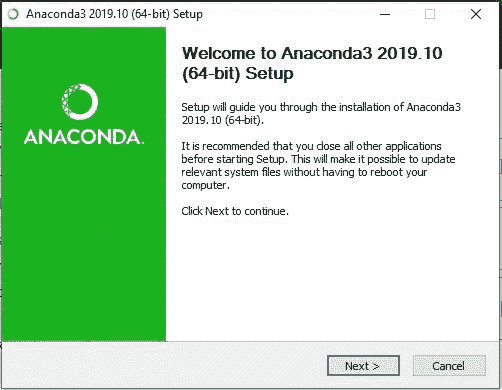 Anaconda3 2019.10 (64-bit) Setup
Welcome to Anaconda3 2019.10
(64-bit) Setup
Setup will guide you through the installation of Anaconda3
2019.10 (64-bit).
It is recommended that you close all other applications
before starting Setup. This will make it possible to update
relevant system files without having to reboot your
computer.
Click Next to continue.
ANACONDA.
Next >
Cancel